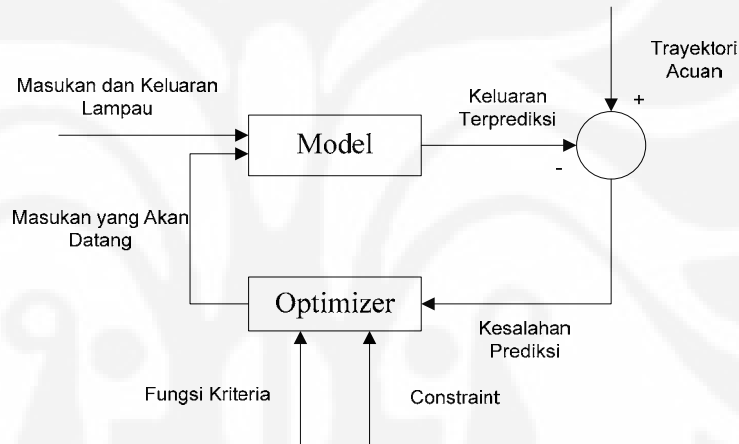 Trayektori
Acuan
+
Masukan dan Keluaran
Lampau
Keluaran
Terprediksi
Model
-
Masukan yang Akan
Datang
Optimizer
Kesalahan
Prediksi
Fungsi Kriteria
Constraint